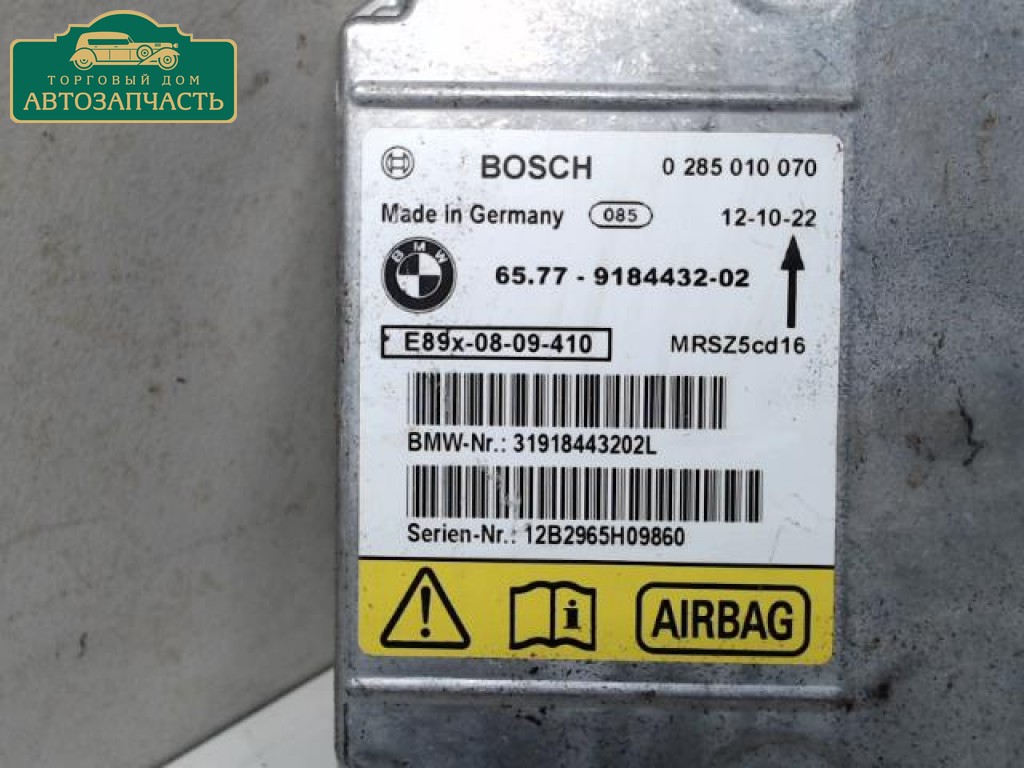 ТОРГОВЫЙ ДОМ
АВТОЗАПЧАСТЬ
BOSCH 0 285 010 070
Made in Germany 085 12-10-22
BMW
65.77 - 9184432-02
E89x-08-09-410 MRSZ5cd16
BMW-Nr.: 31918443202L
Serien-Nr.: 12B2965H09860
AIRBAG